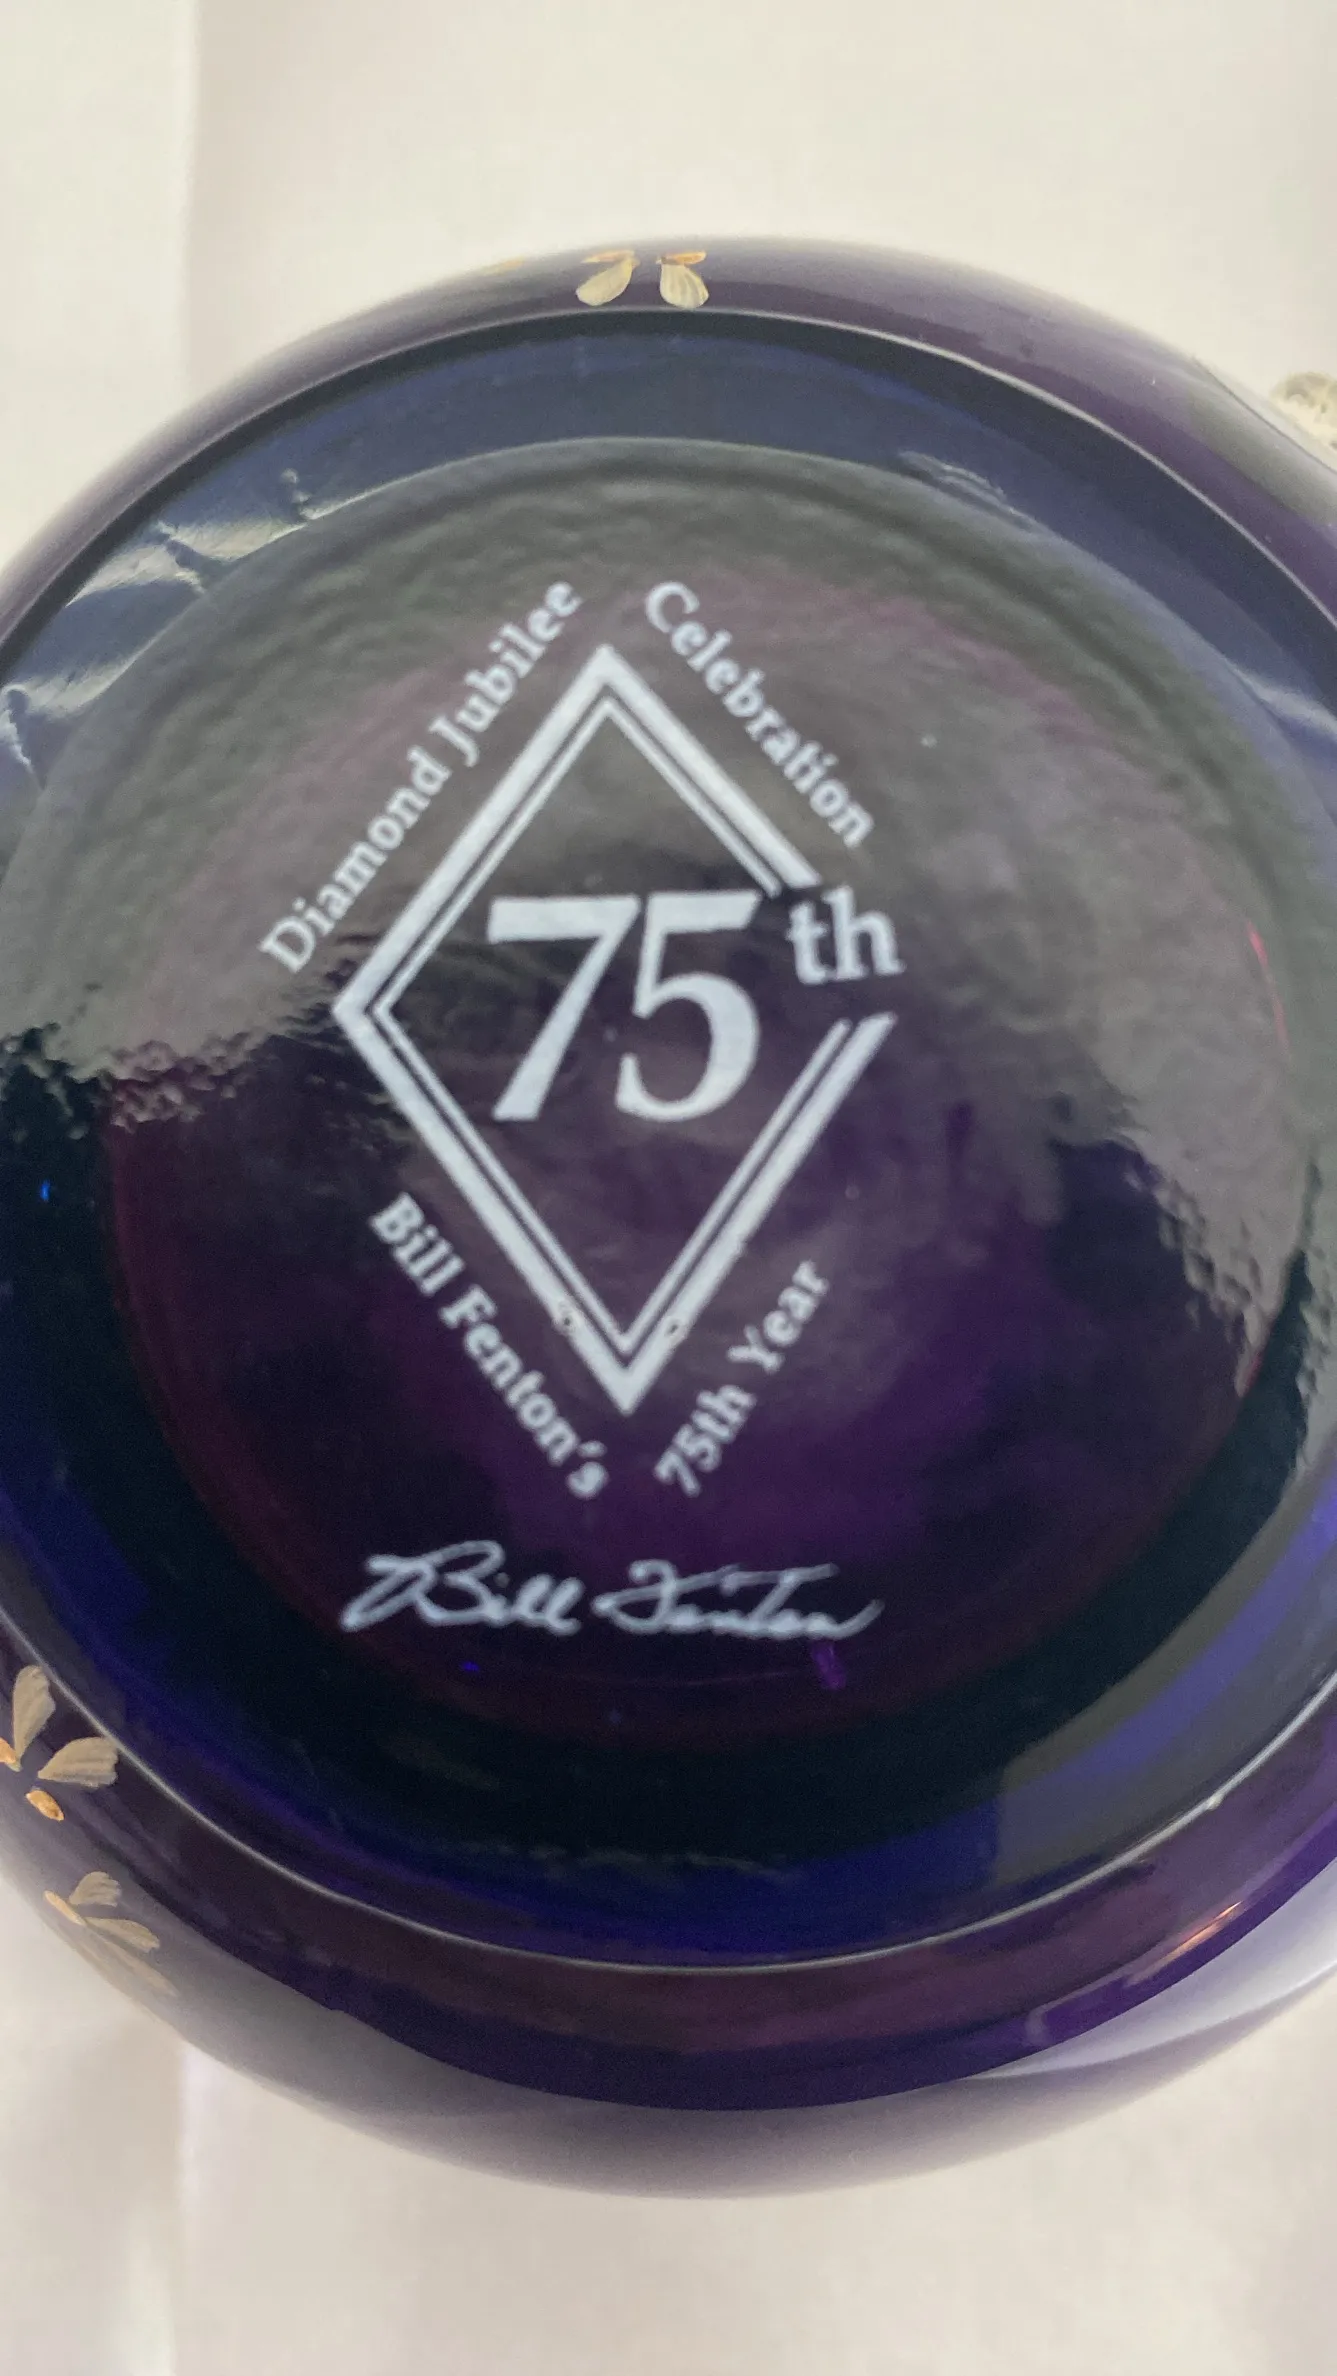 Diamond Jubilee
Celebration
75th
Bill Fenton's
75th Year
Bill Fenton